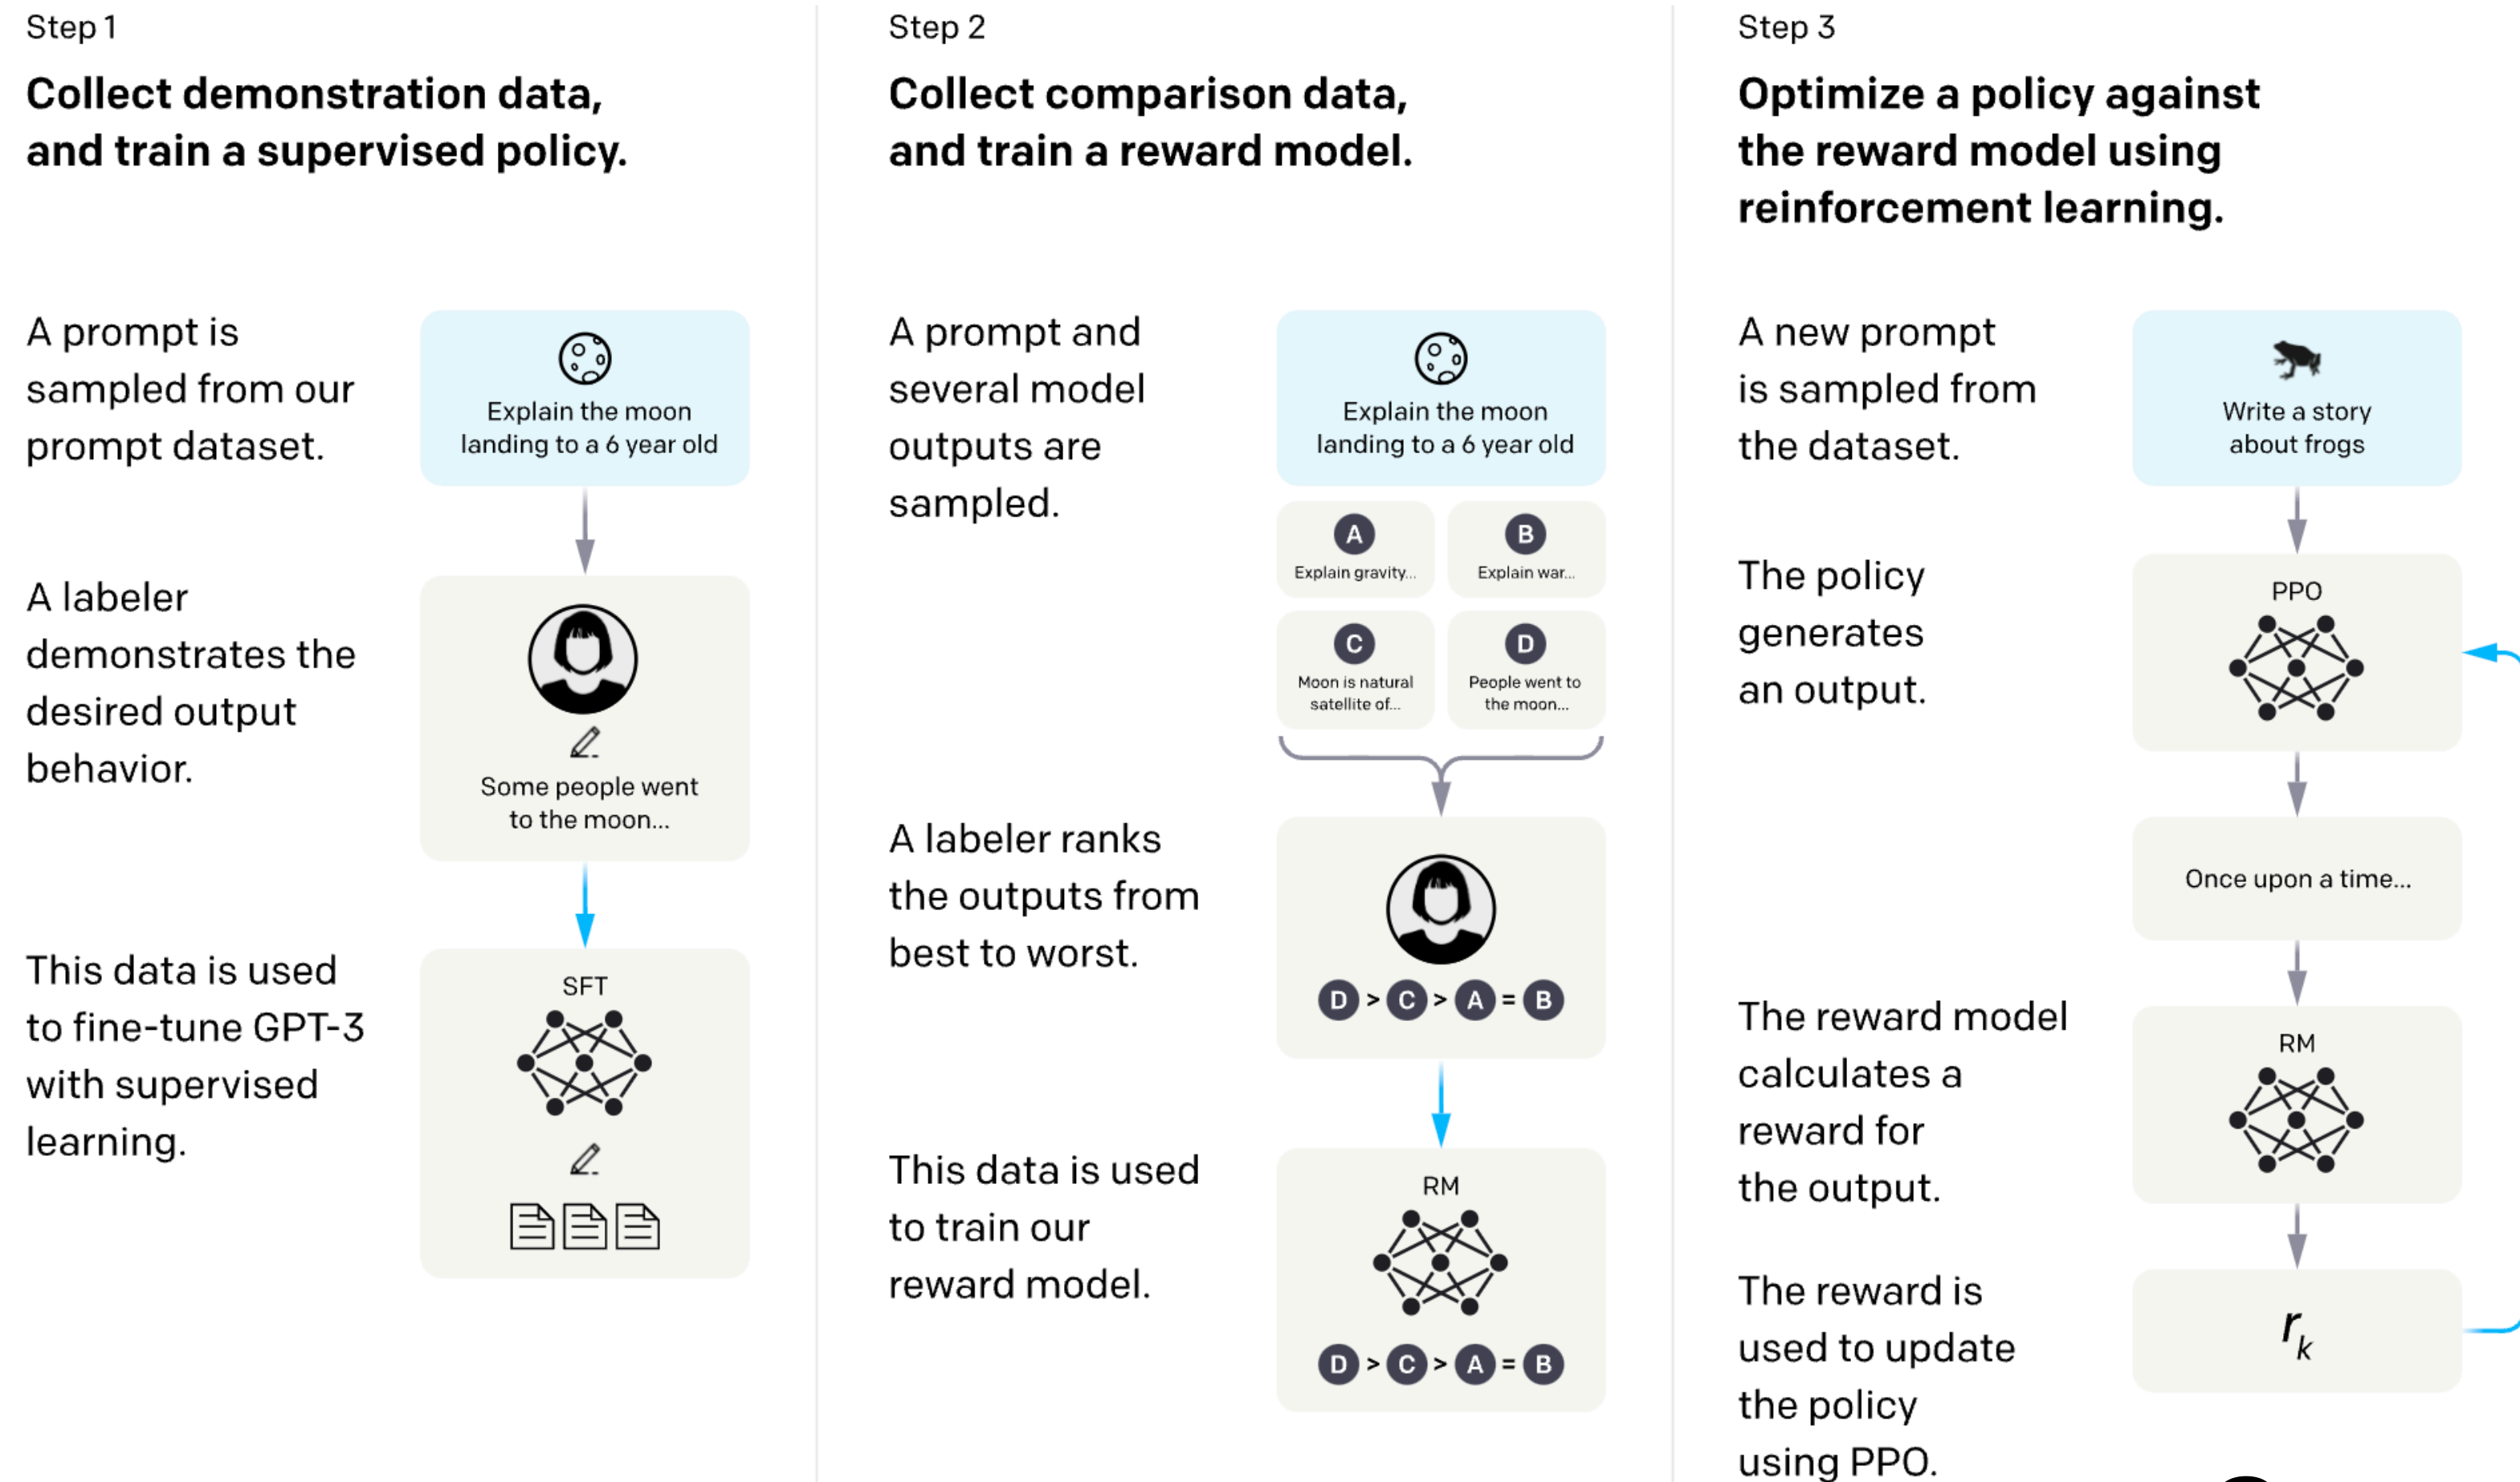 Step 1
Collect demonstration data,
and train a supervised policy.
A prompt is
sampled from our
prompt dataset.
Explain the moon
landing to a 6 year old
A labeler
demonstrates the
desired output
behavior.
Some people went
to the moon...
This data is used
to fine-tune GPT-3
with supervised
learning.
SFT
Step 2
Collect comparison data,
and train a reward model.
A prompt and
several model
outputs are
sampled.
Explain the moon
landing to a 6 year old
A
Explain gravity...
B
Explain war...
C
Moon is natural
satellite of...
D
People went to
the moon...
A labeler ranks
the outputs from
best to worst.
D > C > A = B
This data is used
to train our
reward model.
RM
D > C > A = B
Step 3
Optimize a policy against
the reward model using
reinforcement learning.
A new prompt
is sampled from
the dataset.
Write a story
about frogs
The policy
generates
an output.
PPO
Once upon a time...
The reward model
calculates a
reward for
the output.
RM
The reward is
used to update
the policy
using PPO.
r_k